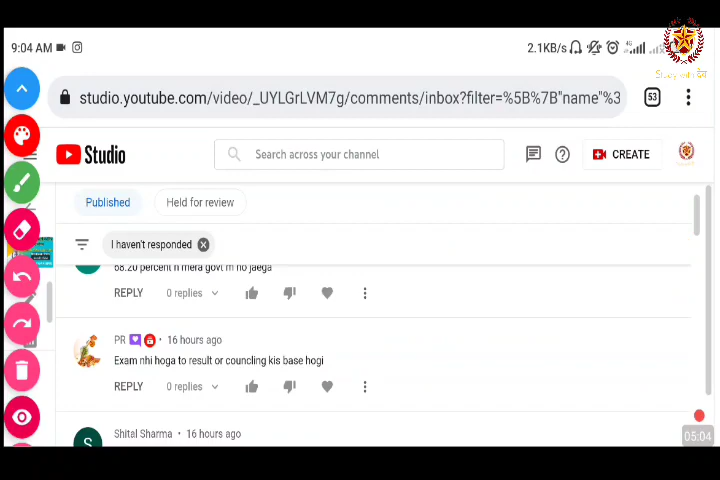 9:04 AM
2.1KB/s
4G
Study with देव
studio.youtube.com/video/_UYLGrLVM7g/comments/inbox?filter=%5B%7B"name"%3
53
Studio
Search across your channel
CREATE
Published
Held for review
I haven't responded
68.20 percent h mera govt m ho jaega
REPLY
0 replies
PR
• 16 hours ago
Exam nhi hoga to result or councling kis base hogi
REPLY
0 replies
S
Shital Sharma • 16 hours ago
05:04